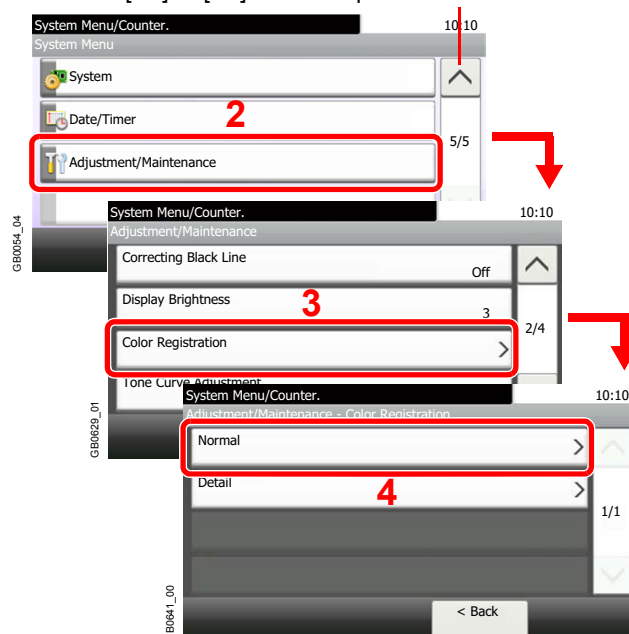 System Menu/Counter. 10:10
System Menu
System
Date/Timer
2
5/5
Adjustment/Maintenance
GB0054_04
System Menu/Counter. 10:10
Adjustment/Maintenance
Correcting Black Line
Off
Display Brightness
3
3
2/4
Color Registration
Tone Curve Adjustment
GB0629_01
System Menu/Counter. 10:10
Adjustment/Maintenance - Color Registration
Normal
Detail
4
1/1
B0641_00
< Back